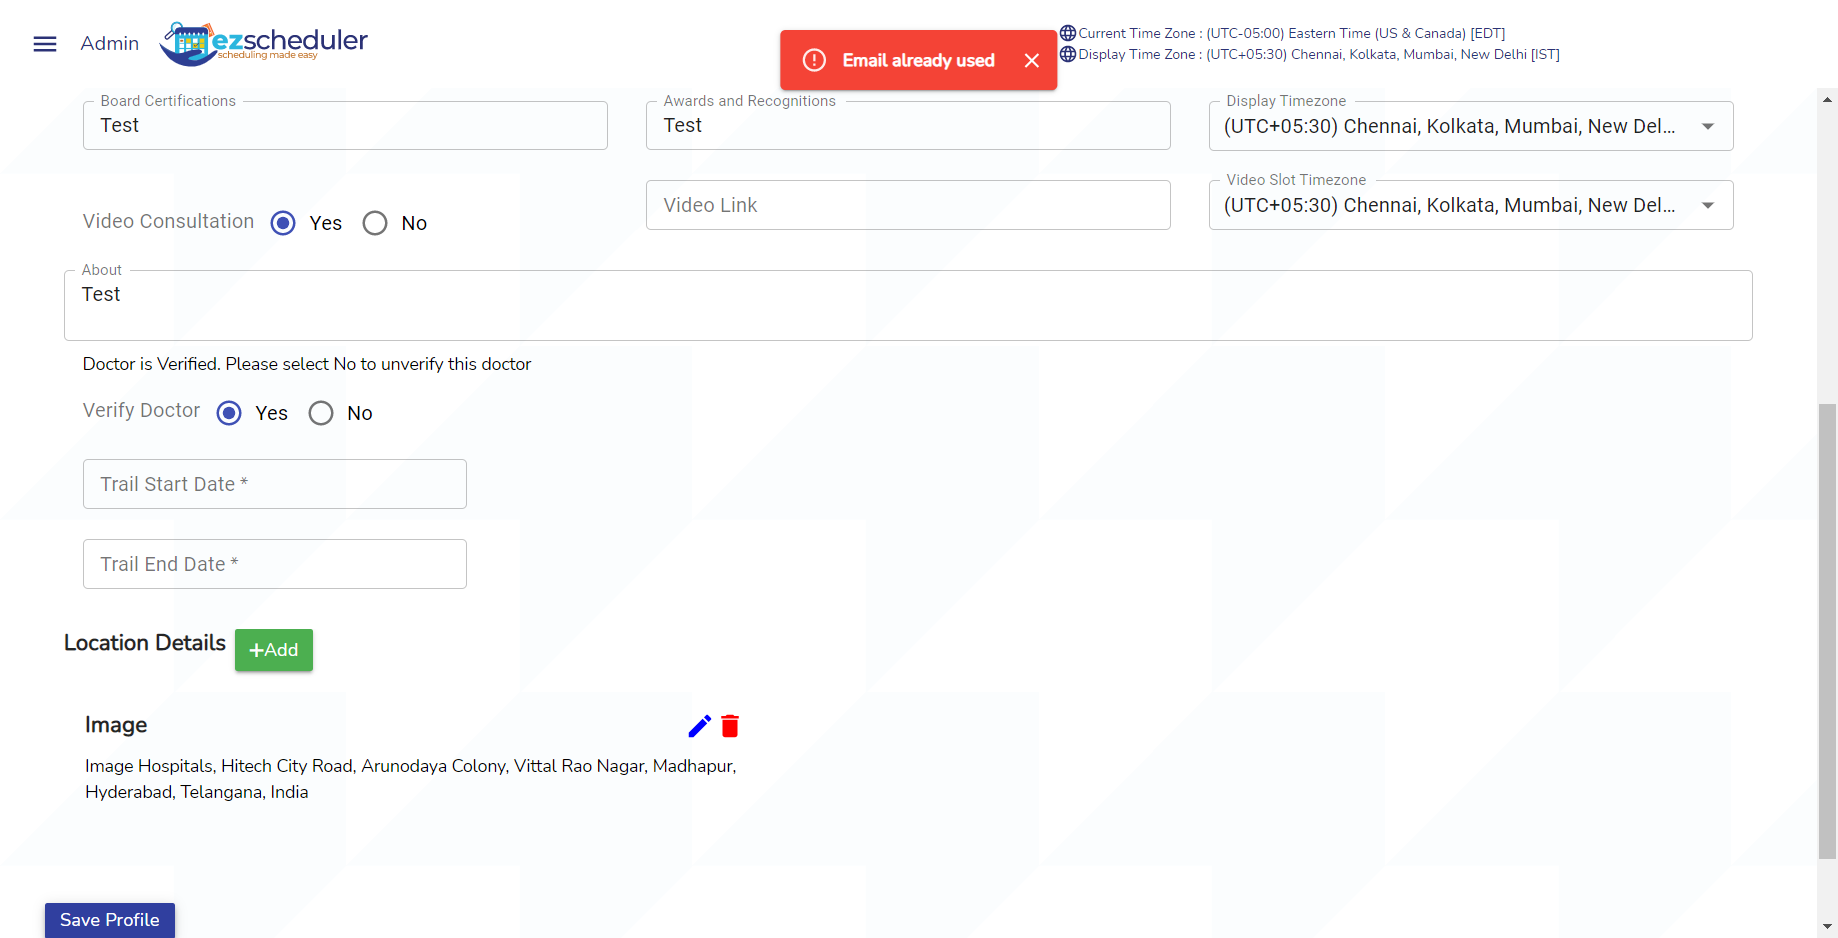 Admin
ezscheduler
scheduling made easy
Email already used
Current Time Zone : (UTC-05:00) Eastern Time (US & Canada) [EDT]
Display Time Zone : (UTC+05:30) Chennai, Kolkata, Mumbai, New Delhi [IST]
Board Certifications
Test
Awards and Recognitions
Test
Display Timezone
(UTC+05:30) Chennai, Kolkata, Mumbai, New Del...
Video Consultation
Yes
No
Video Link
Video Slot Timezone
(UTC+05:30) Chennai, Kolkata, Mumbai, New Del...
About
Test
Doctor is Verified. Please select No to unverify this doctor
Verify Doctor
Yes
No
Trail Start Date *
Trail End Date *
Location Details
+Add
Image
Image Hospitals, Hitech City Road, Arunodaya Colony, Vittal Rao Nagar, Madhapur,
Hyderabad, Telangana, India
Save Profile